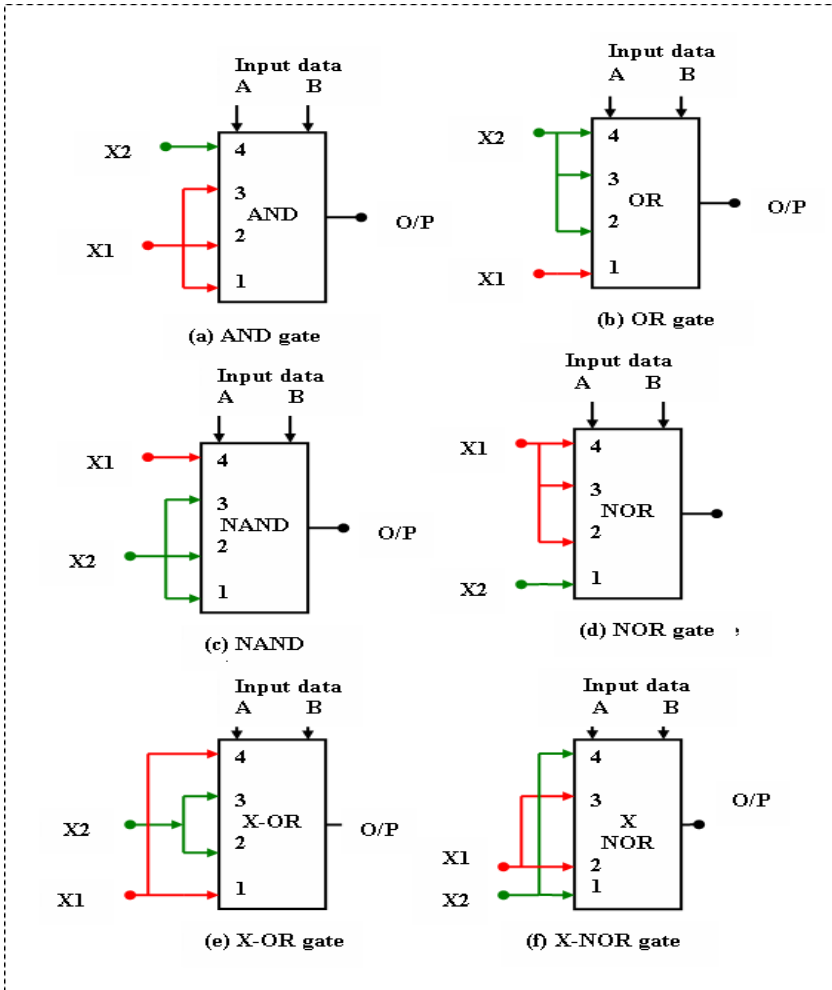 Input data
A B
X2
4
3
AND
2
X1
1
O/P
(a) AND gate
Input data
A B
X2
4
3
OR
2
X1
1
O/P
(b) OR gate
Input data
A B
X1
4
3
NAND
2
X2
1
O/P
(c) NAND
Input data
A B
X1
4
3
NOR
2
X2
1
(d) NOR gate
Input data
A B
4
3
X2
X-OR
2
X1
1
O/P
(e) X-OR gate
Input data
A B
4
3
O/P
X
NOR
X1
2
X2
1
(f) X-NOR gate